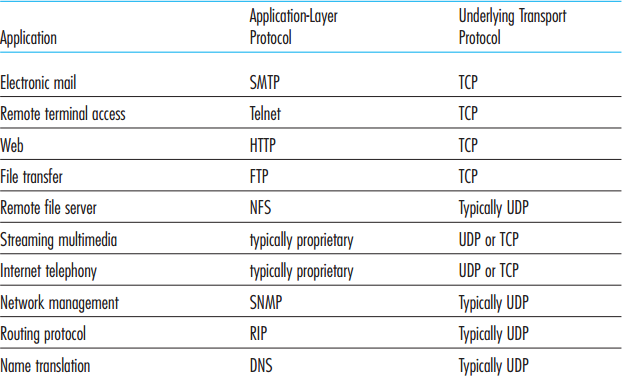 Application-Layer Underlying Transport
Application Protocol Protocol
Electronic mail SMTP TCP
Remote terminal access Telnet TCP
Web HTTP TCP
File transfer FTP TCP
Remote file server NFS Typically UDP
Streaming multimedia typically proprietary UDP or TCP
Internet telephony typically proprietary UDP or TCP
Network management SNMP Typically UDP
Routing protocol RIP Typically UDP
Name translation DNS Typically UDP